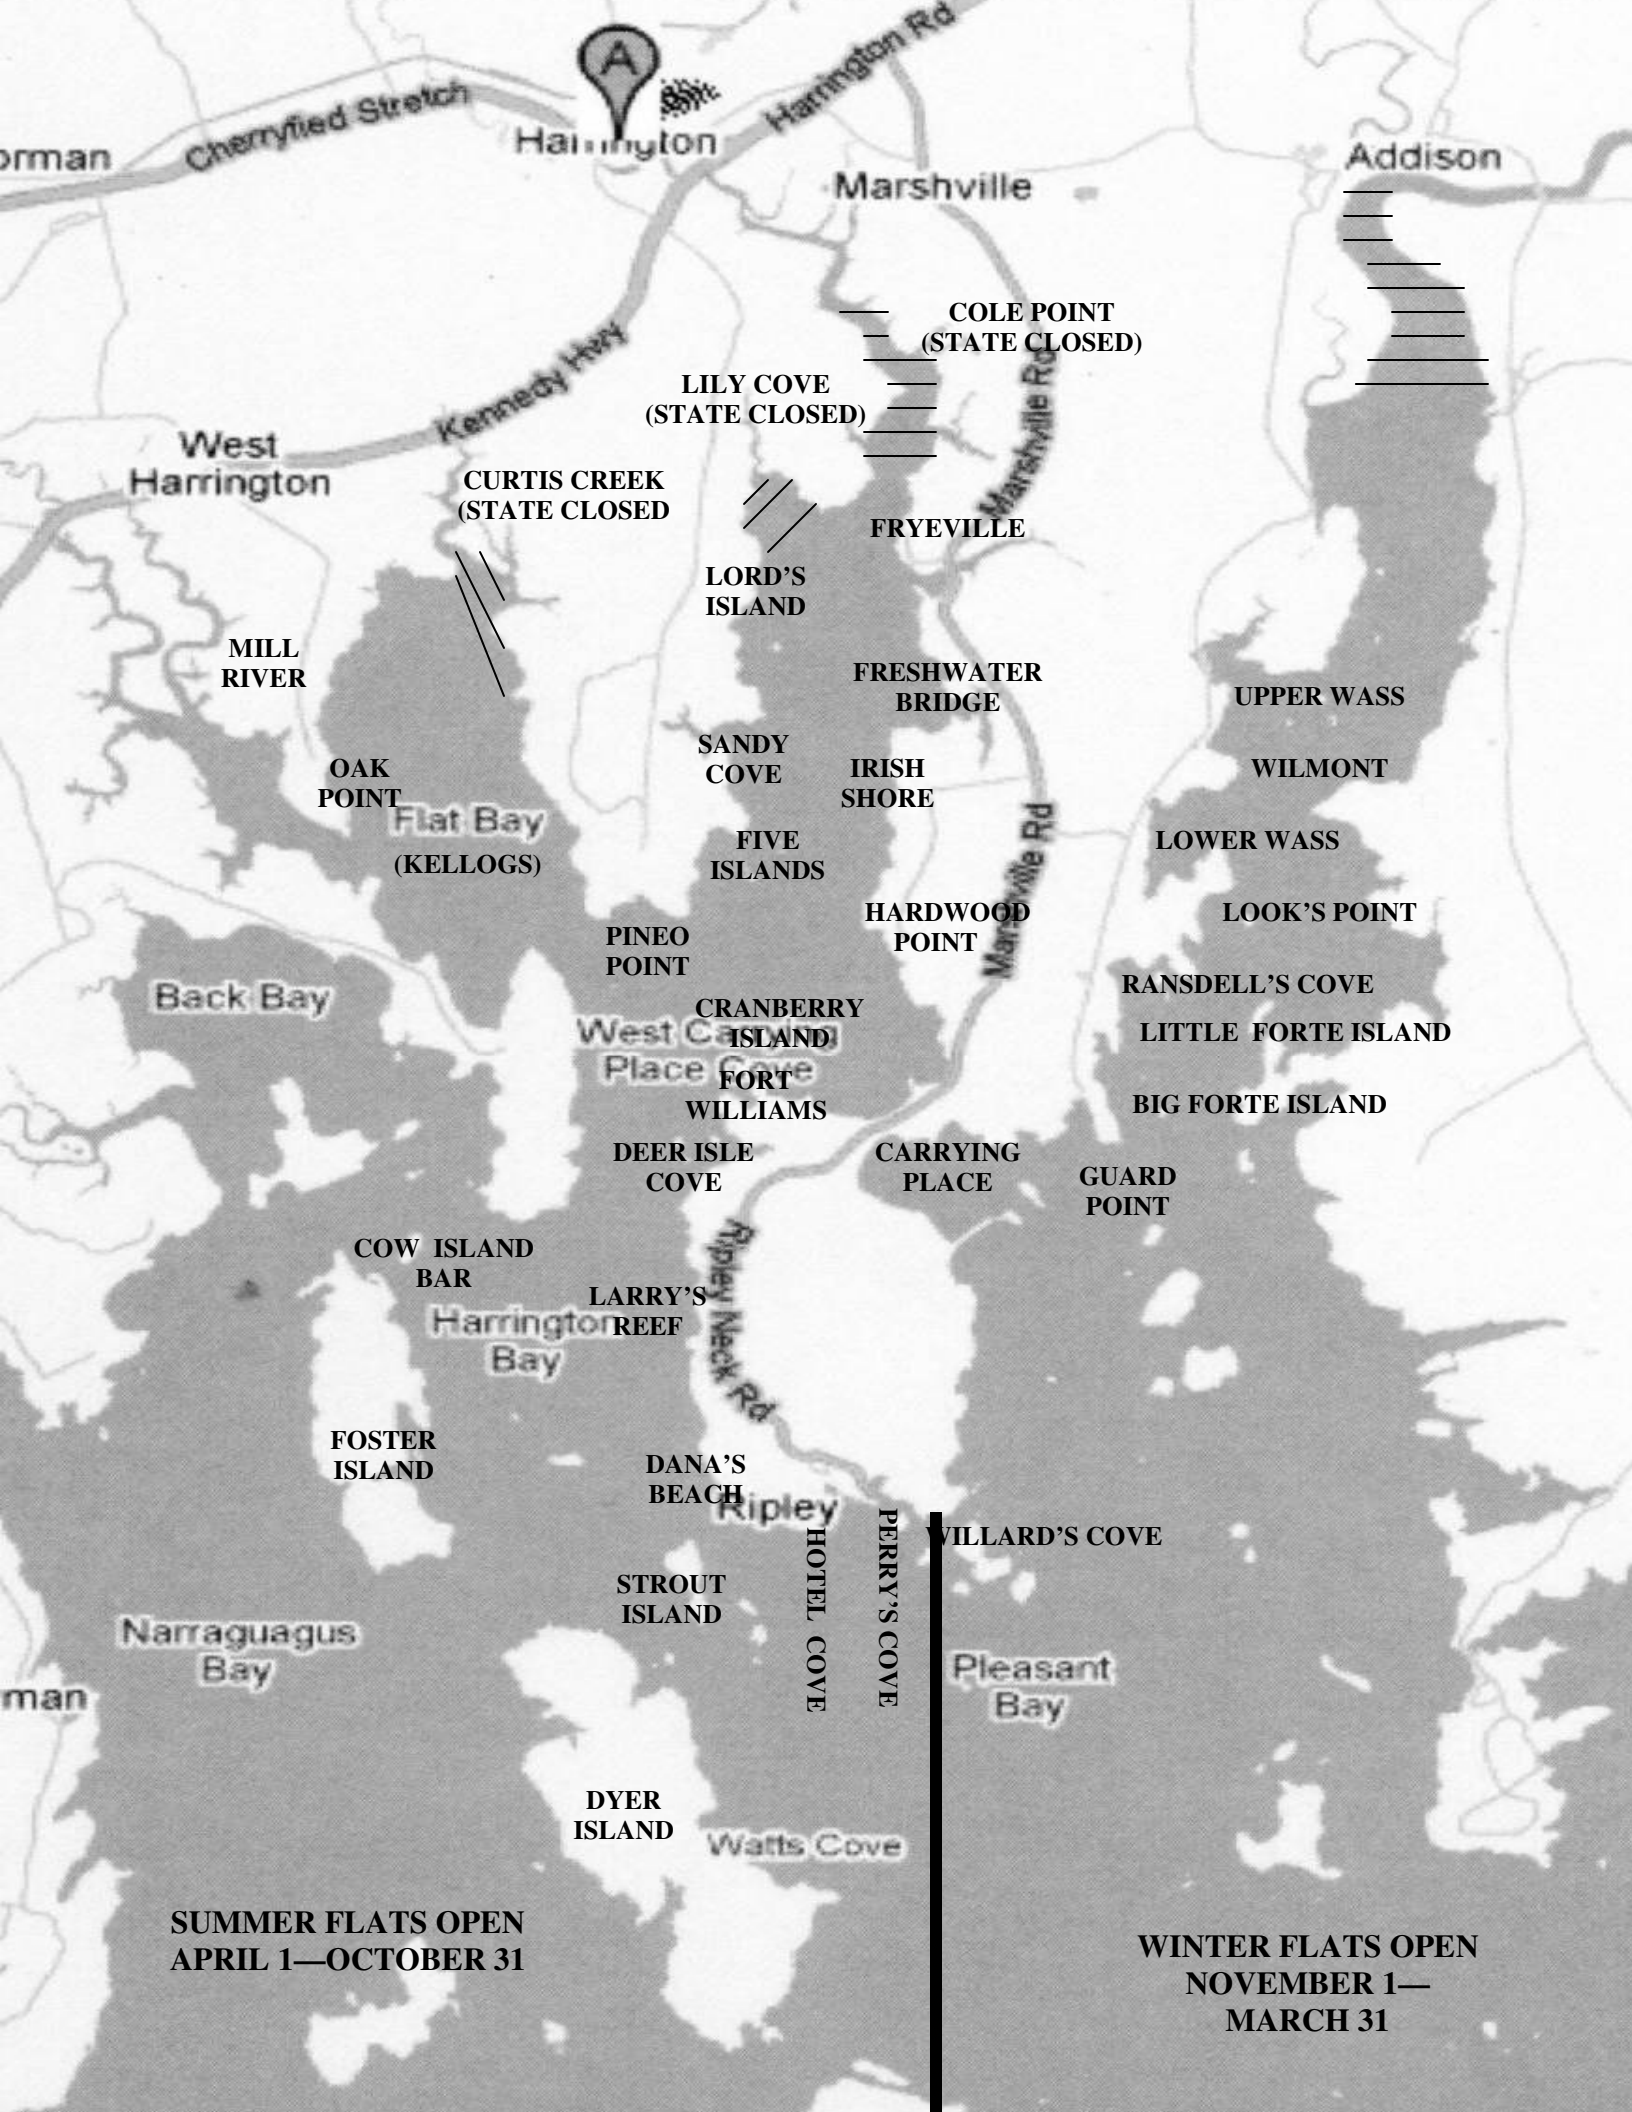 A
Harrington Rd
Cherryfied Stretch
Harrington
orman
Addison
Marshville
COLE POINT
(STATE CLOSED)
Kennedy Hwy
Marshville Rd
LILY COVE
(STATE CLOSED)
West
Harrington
CURTIS CREEK
(STATE CLOSED
FRYEVILLE
LORD'S
ISLAND
MILL
RIVER
FRESHWATER
BRIDGE
UPPER WASS
SANDY
COVE
IRISH
SHORE
WILMONT
OAK
POINT
Flat Bay
(KELLOGS)
FIVE
ISLANDS
Marshville Rd
LOWER WASS
HARDWOOD
POINT
LOOK'S POINT
PINEO
POINT
Back Bay
RANSDELL'S COVE
CRANBERRY
ISLAND
West Carrying
Place Cove
LITTLE FORTE ISLAND
FORT
WILLIAMS
BIG FORTE ISLAND
DEER ISLE
COVE
CARRYING
PLACE
GUARD
POINT
COW ISLAND
BAR
Ripley Neck Rd
LARRY'S
REEF
Harrington
Bay
FOSTER
ISLAND
DANA'S
BEACH
Ripley
HOTEL COVE
PERRY'S COVE
WILLARD'S COVE
STROUT
ISLAND
Narraguagus
Bay
Pleasant
Bay
man
DYER
ISLAND
Watts Cove
SUMMER FLATS OPEN
APRIL 1—OCTOBER 31
WINTER FLATS OPEN
NOVEMBER 1—
MARCH 31